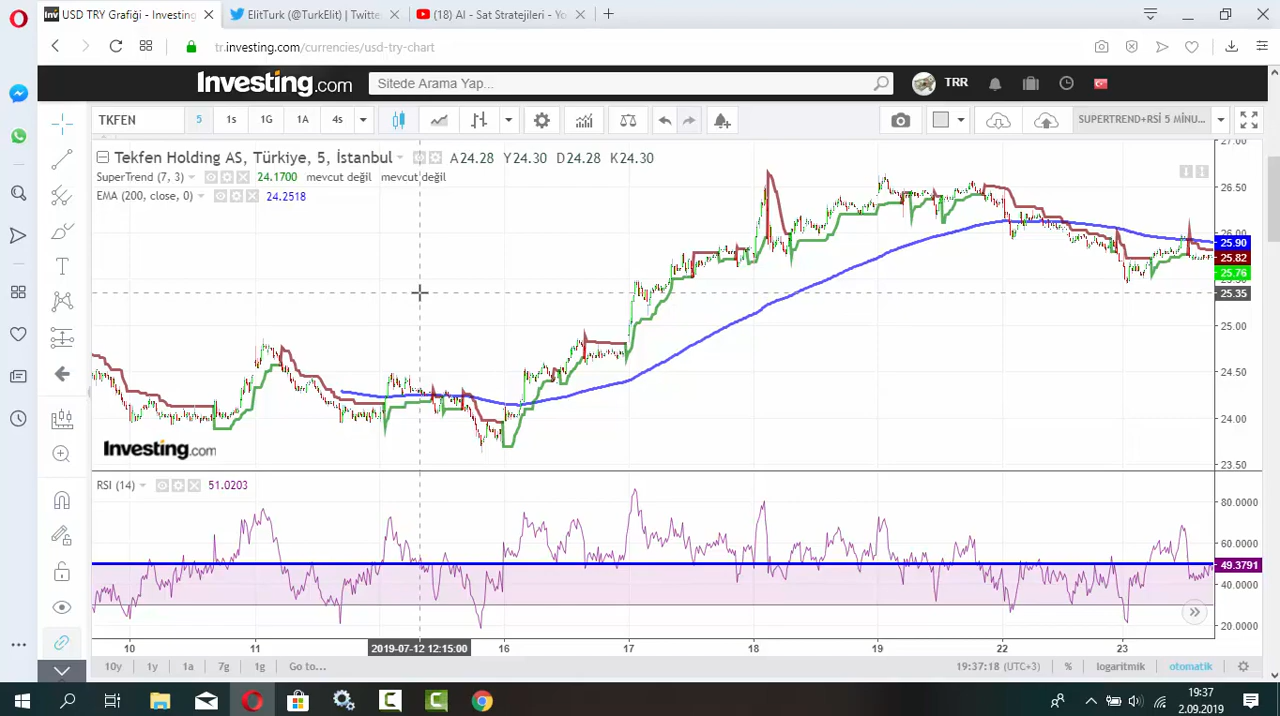 USD TRY Grafiği - Investing
ElitTurk (@TurkElit) | Twitte
(18) Al - Sat Stratejileri - Yo
tr.investing.com/currencies/usd-try-chart
Investing.com
Sitede Arama Yap...
TRR
TKFEN
5
1s
1G
1A
4s
SUPERTREND+RSİ 5 MİNU...
Tekfen Holding AS, Türkiye, 5, İstanbul
A24.28 Y24.30 D24.28 K24.30
SuperTrend (7, 3)
24.1700 mevcut değil mevcut değil
EMA (200, close, 0)
24.2518
27.00
26.50
26.00
25.90
25.82
25.76
25.35
25.00
24.50
24.00
23.50
Investing.com
RSI (14)
51.0203
80.0000
60.0000
49.3791
40.0000
20.0000
10 11 2019-07-12 12:15:00 16 17 18 19 22 23
10y 1y 1a 7g 1g Go to...
19:37:18 (UTC+3) % logaritmik otomatik
19:37
2.09.2019